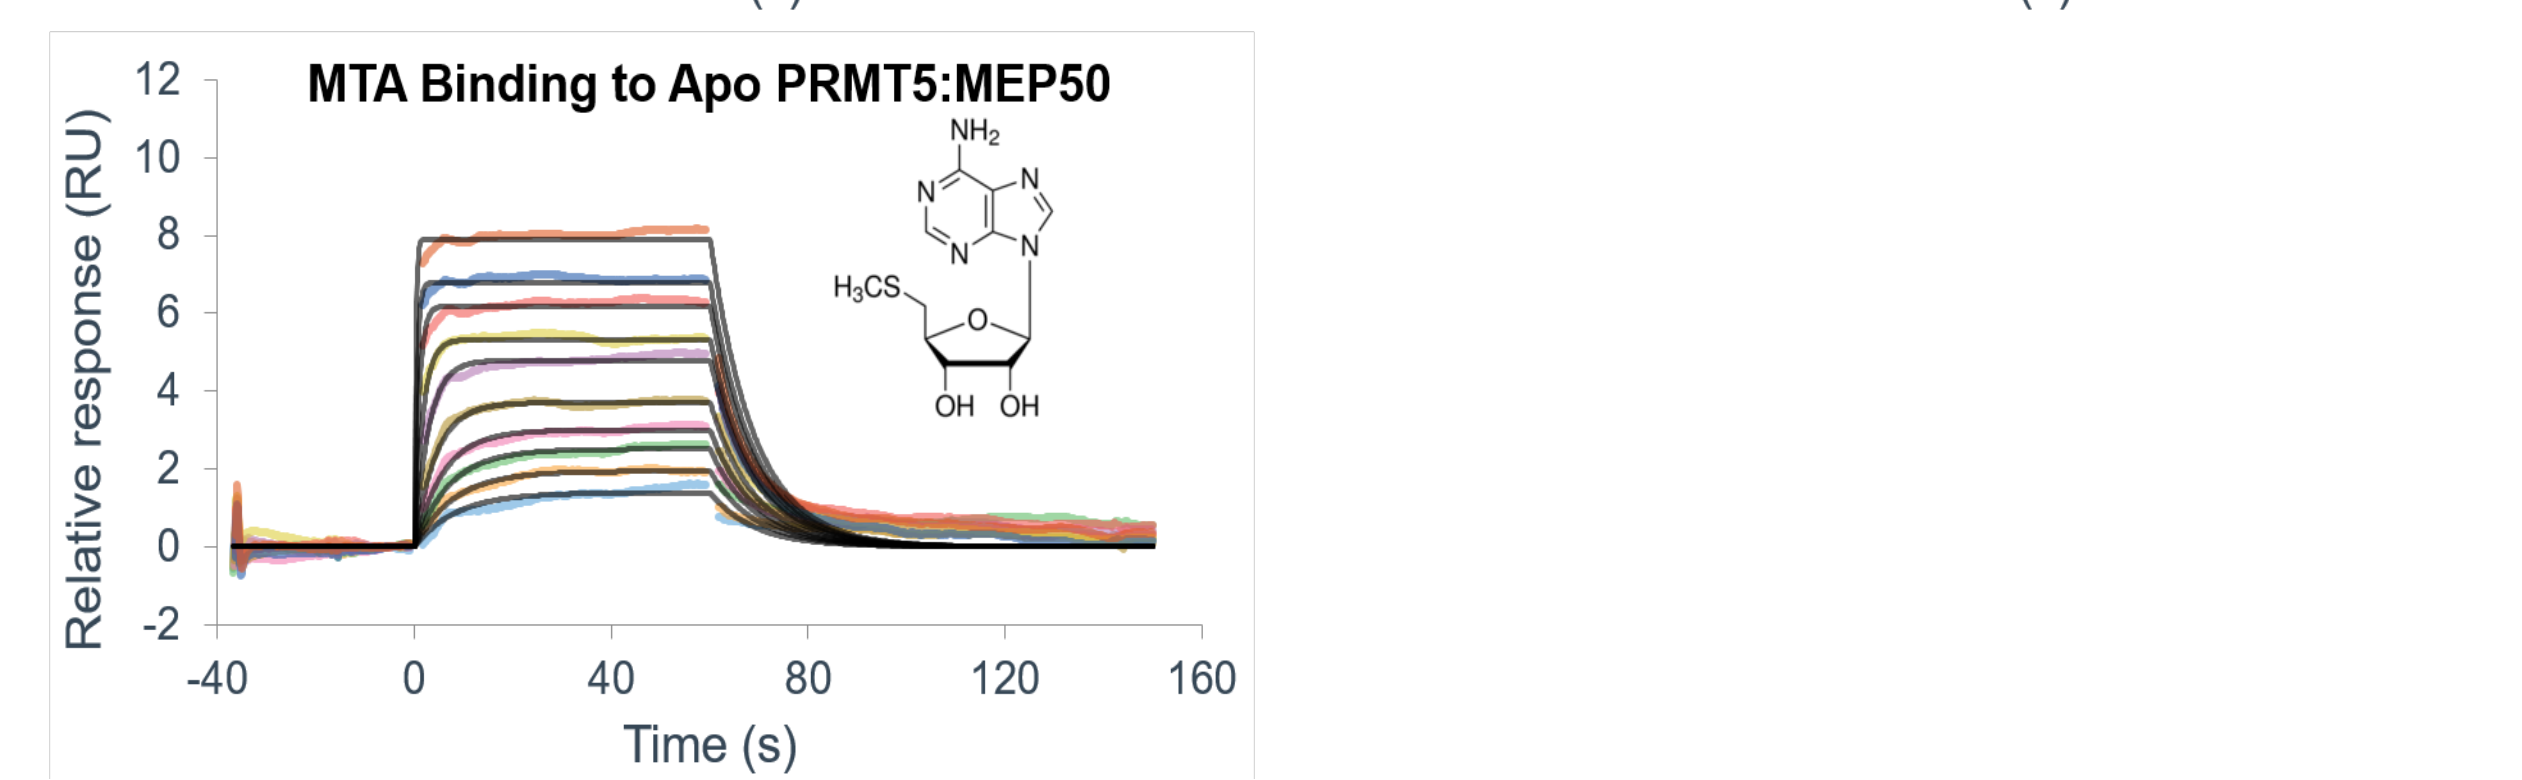 MTA Binding to Apo PRMT5:MEP50
12
10
8
6
4
2
0
-2
Relative response (RU)
NH2
N
N
N
N
H3CS
O
OH OH
-40 0 40 80 120 160
Time (s)